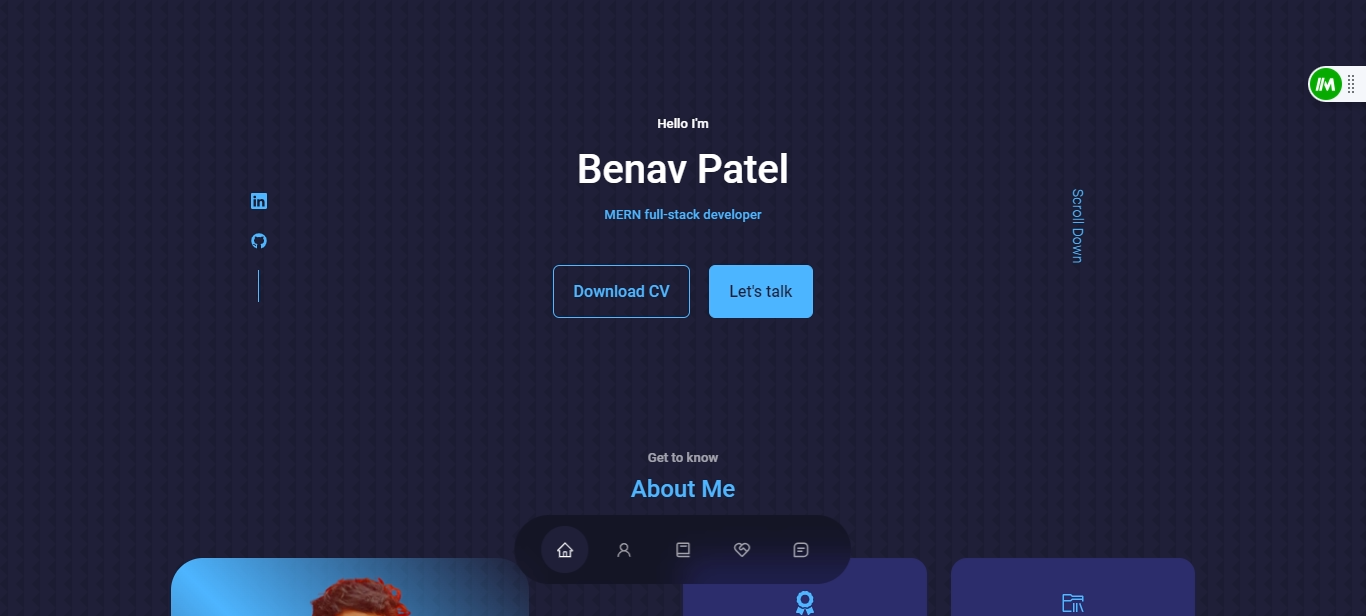 Hello I'm
Benav Patel
MERN full-stack developer
Scroll Down
Download CV
Let's talk
Get to know
About Me